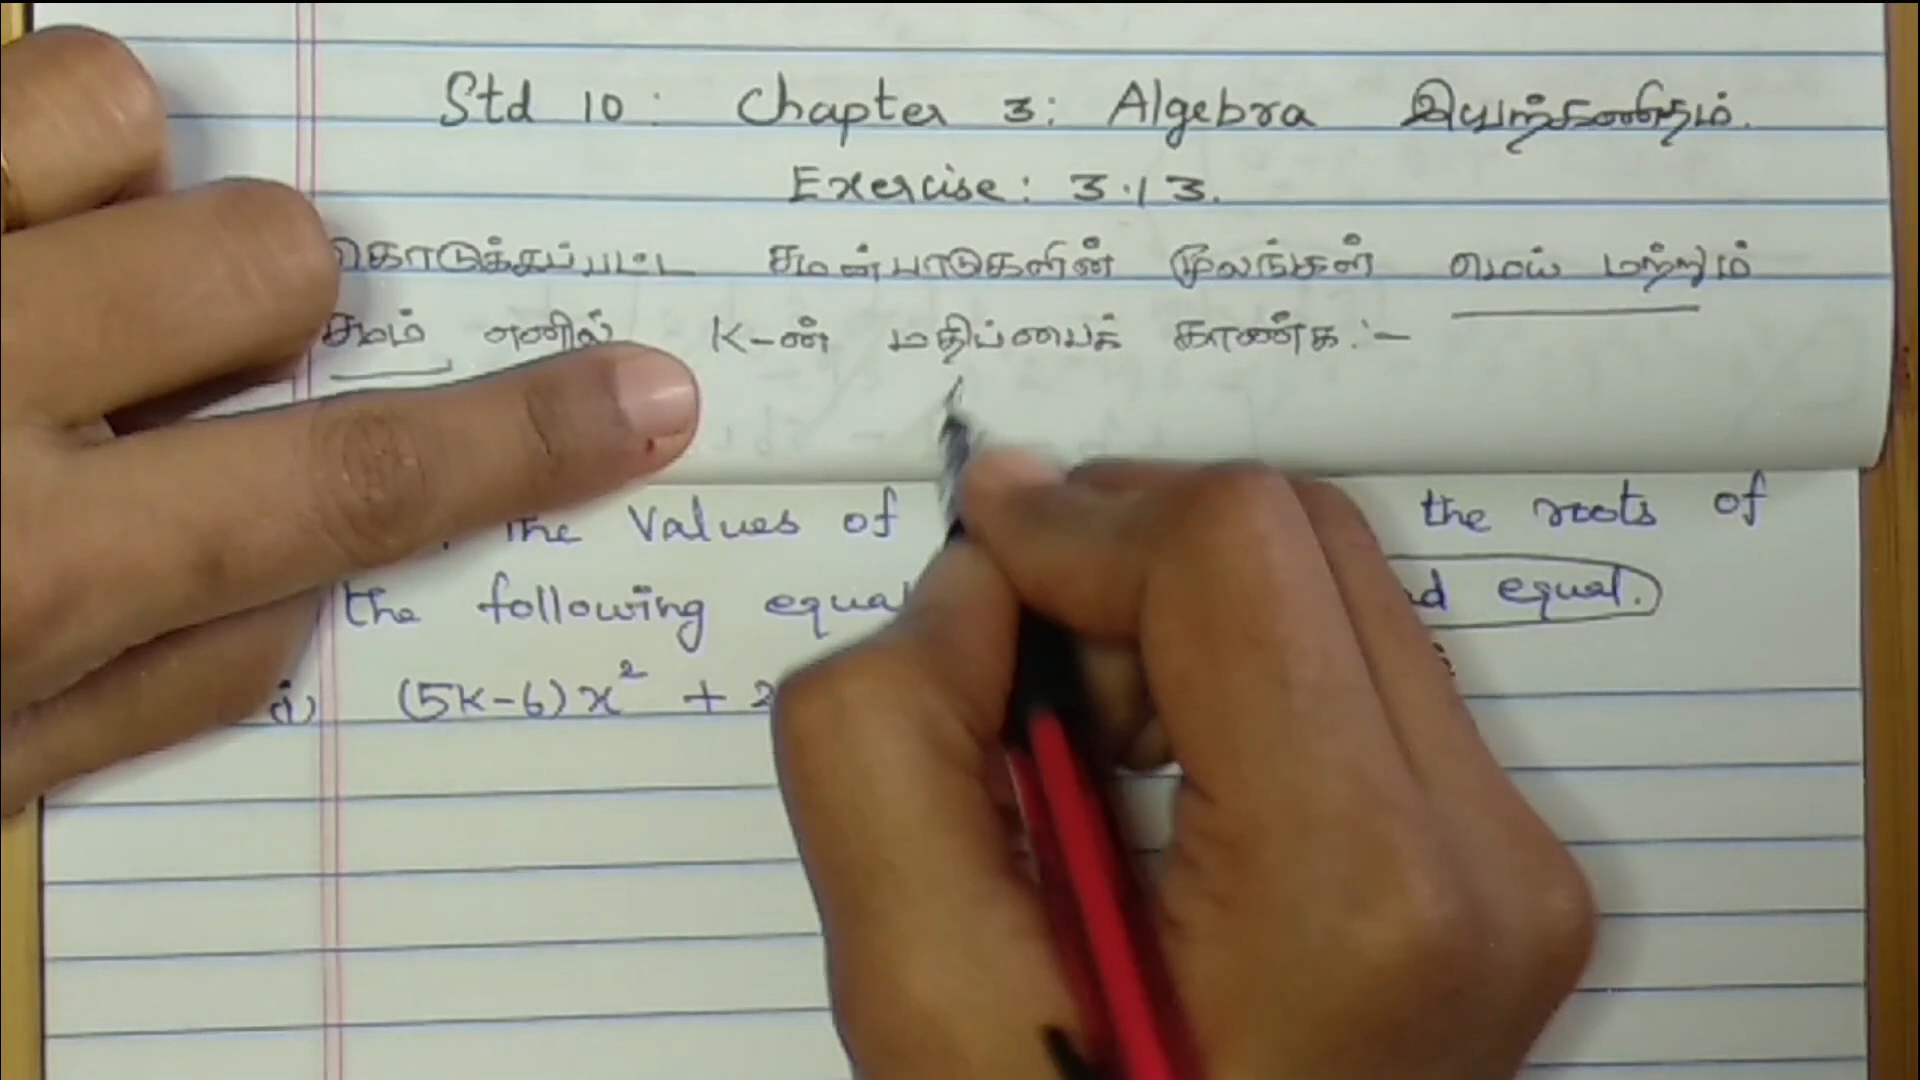 Std 10: Chapter 3: Algebra இயற்கணிதம்.
Exercise: 3.13.
கொடுக்கப்பட்ட சமன்பாடுகளின் மூலங்கள் மெய் மற்றும்
சமம் எனில் K-ன் மதிப்பைக் காண்க:-
the values of the roots of
the following equal.)
i) (5K-6)x² + 2